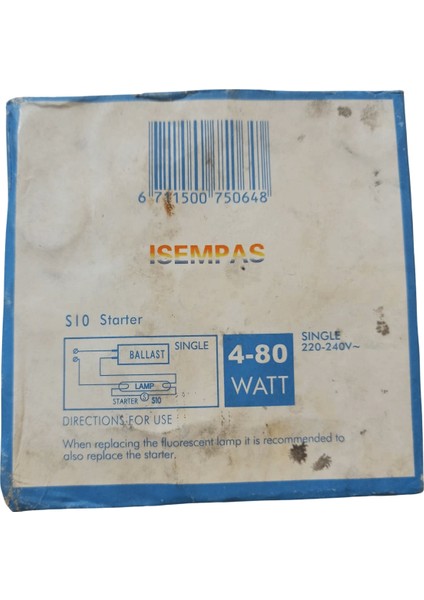 6 711500 750648
ISEMPAS
S10 Starter
SINGLE
BALLAST
LAMP
STARTER S S10
4-80
WATT
SINGLE
220-240V~
DIRECTIONS FOR USE
When replacing the fluorescent lamp it is recommended to
also replace the starter.